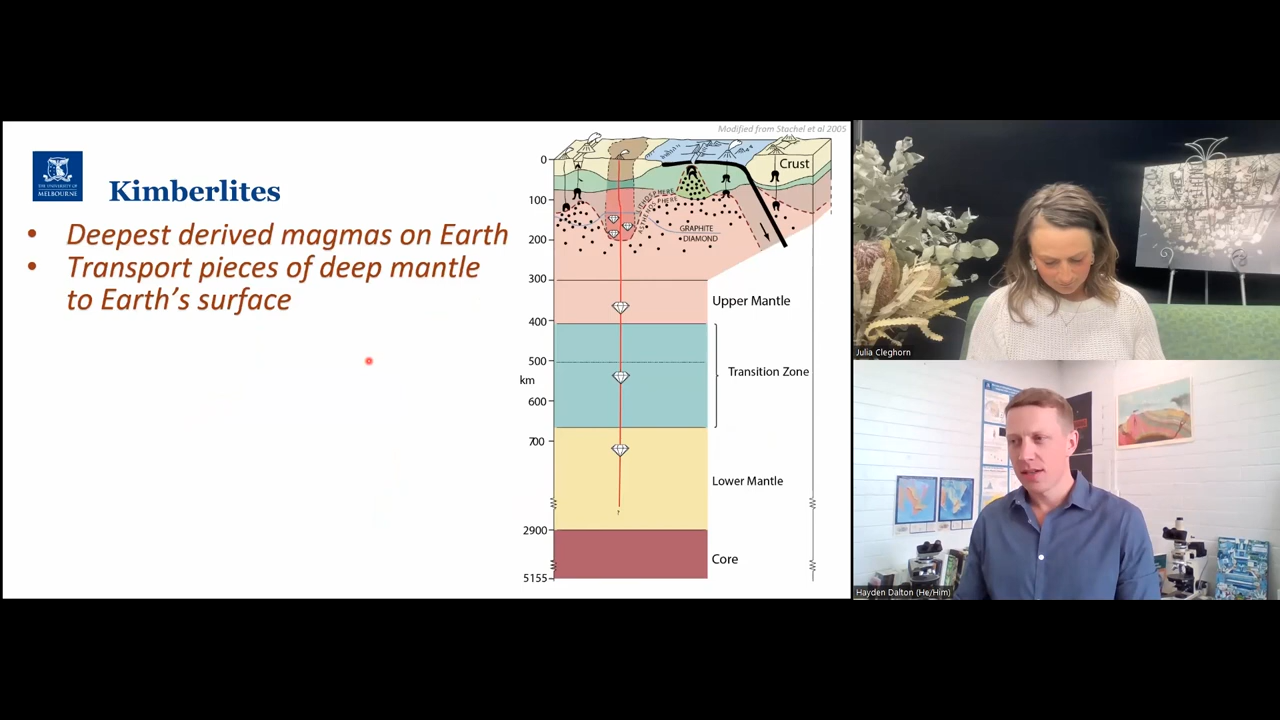 Modified from Stachel et al 2005
THE UNIVERSITY OF
MELBOURNE
Kimberlites
• Deepest derived magmas on Earth
• Transport pieces of deep mantle
to Earth's surface
0
100
200
300
400
500
km
600
700
2900
5155
Crust
LITHOSPHERE
ASTHENOSPHERE
GRAPHITE
DIAMOND
Upper Mantle
Transition Zone
Lower Mantle
Core
?
Julia Cleghorn
Hayden Dalton (He/Him)